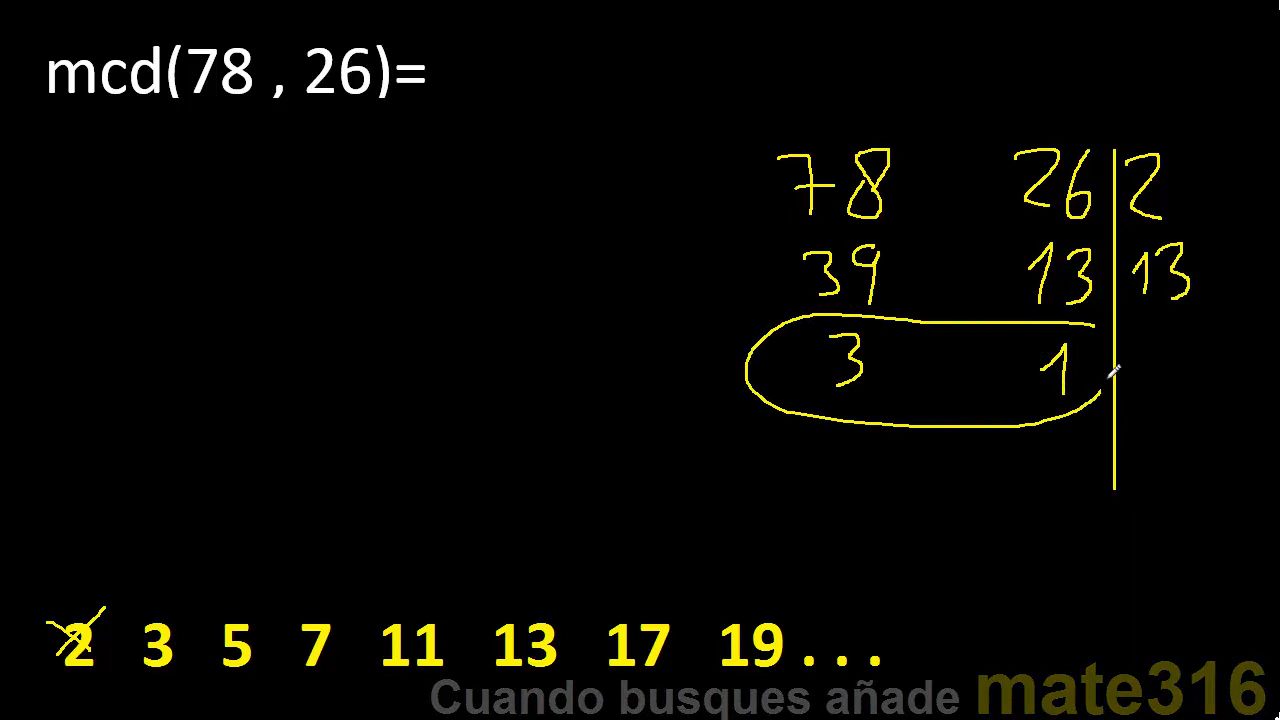 mcd(78 , 26)=
78 26 2
39 13 13
3 1
2 3 5 7 11 13 17 19 . . .
Cuando busques añade mate316